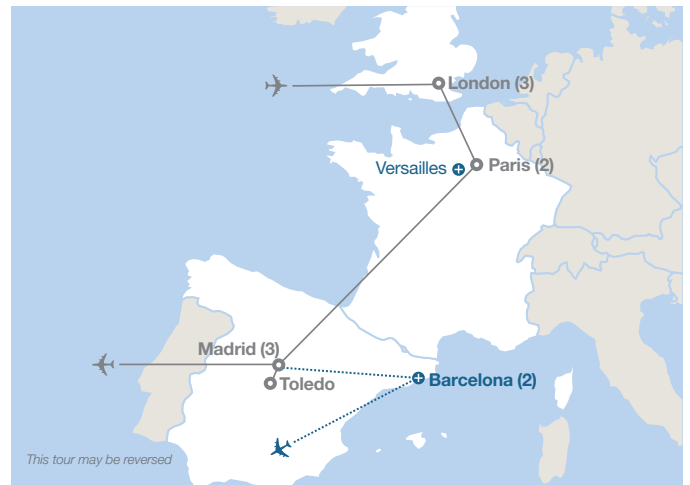 London (3)
Versailles
Paris (2)
Madrid (3)
Toledo
Barcelona (2)
This tour may be reversed